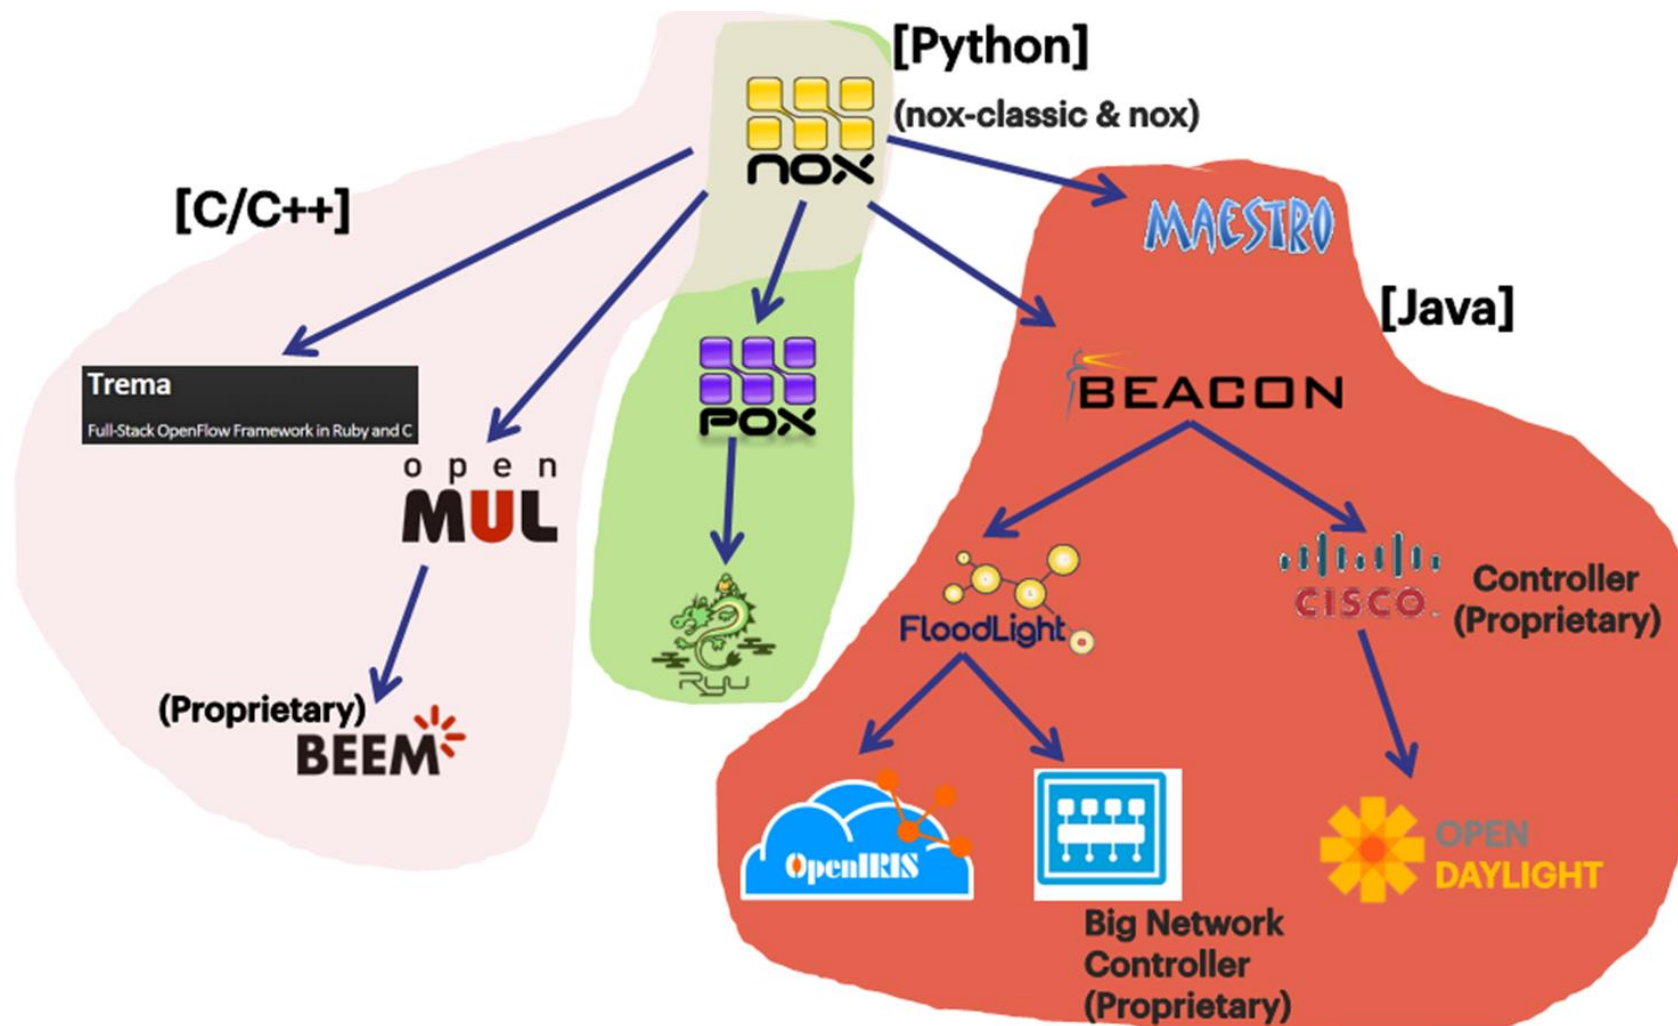 [Python]
nox
(nox-classic & nox)
[C/C++]
MAESTRO
[Java]
Trema
Full-Stack OpenFlow Framework in Ruby and C
POX
BEACON
open
MUL
FloodLight
CISCO
Controller
(Proprietary)
Ryu
(Proprietary)
BEEM
OpenIRIS
OPEN
DAYLIGHT
Big Network
Controller
(Proprietary)